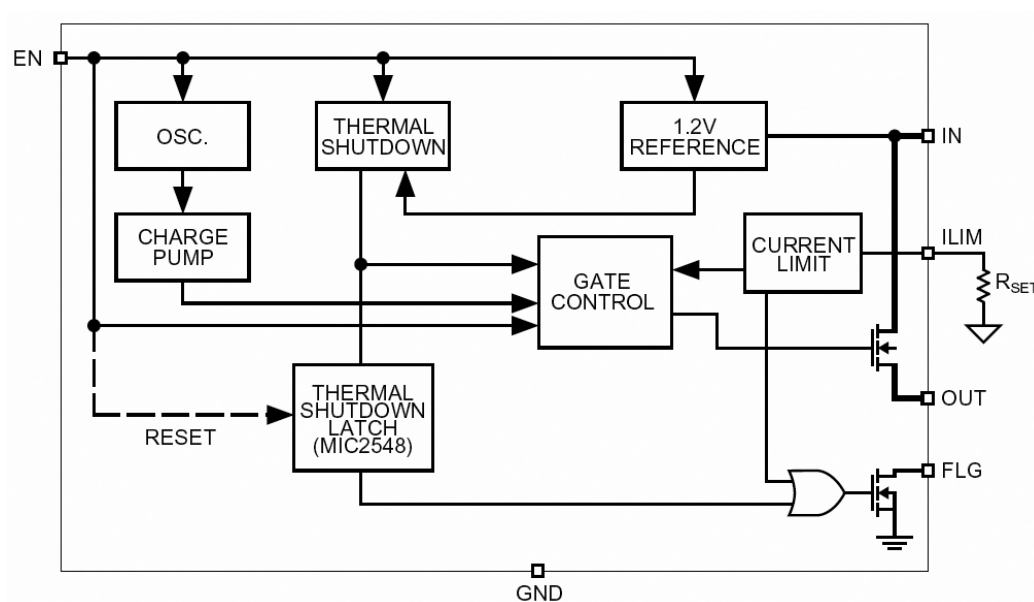 EN
OSC.
THERMAL
SHUTDOWN
1.2V
REFERENCE
IN
CHARGE
PUMP
GATE
CONTROL
CURRENT
LIMIT
ILIM
RSET
OUT
THERMAL
SHUTDOWN
LATCH
(MIC2548)
RESET
FLG
GND